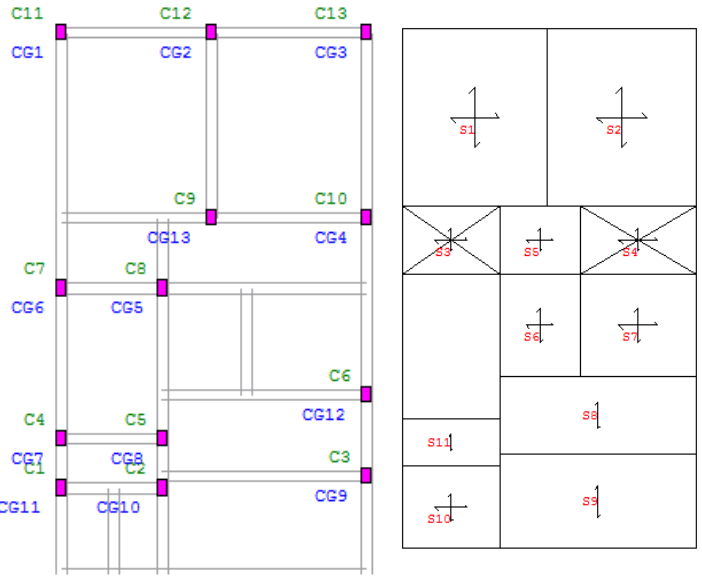 C11 C12 C13
CG1 CG2 CG3
S1 S2
C9 C10
CG13 CG4
S3 S5 S4
C7 C8
CG6 CG5
S6 S7
C6
CG12
C4 C5
S8
S11
CG7 CG8 C3
C1 C2
CG9
S9
CG11 CG10
S10